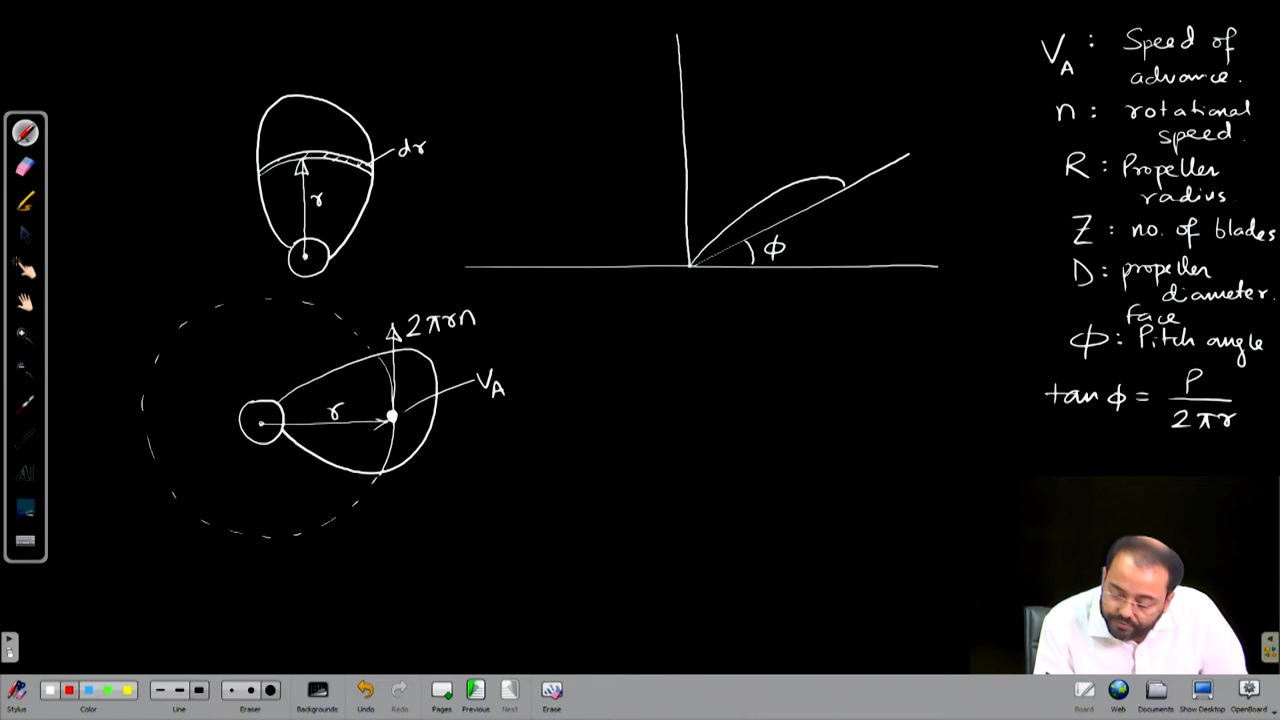 dr
r
φ
2πrn
V_A
r
V_A : Speed of
advance.
n : rotational
speed.
R : Propeller
radius.
Z : no. of blades
D : propeller
diameter.
face
φ : Pitch angle
tan φ = P / 2πr
Stylus
Color
Line
Eraser
Backgrounds
Undo
Redo
Pages
Previous
Next
Erase
Board
Web
Documents
Show Desktop
OpenBoard